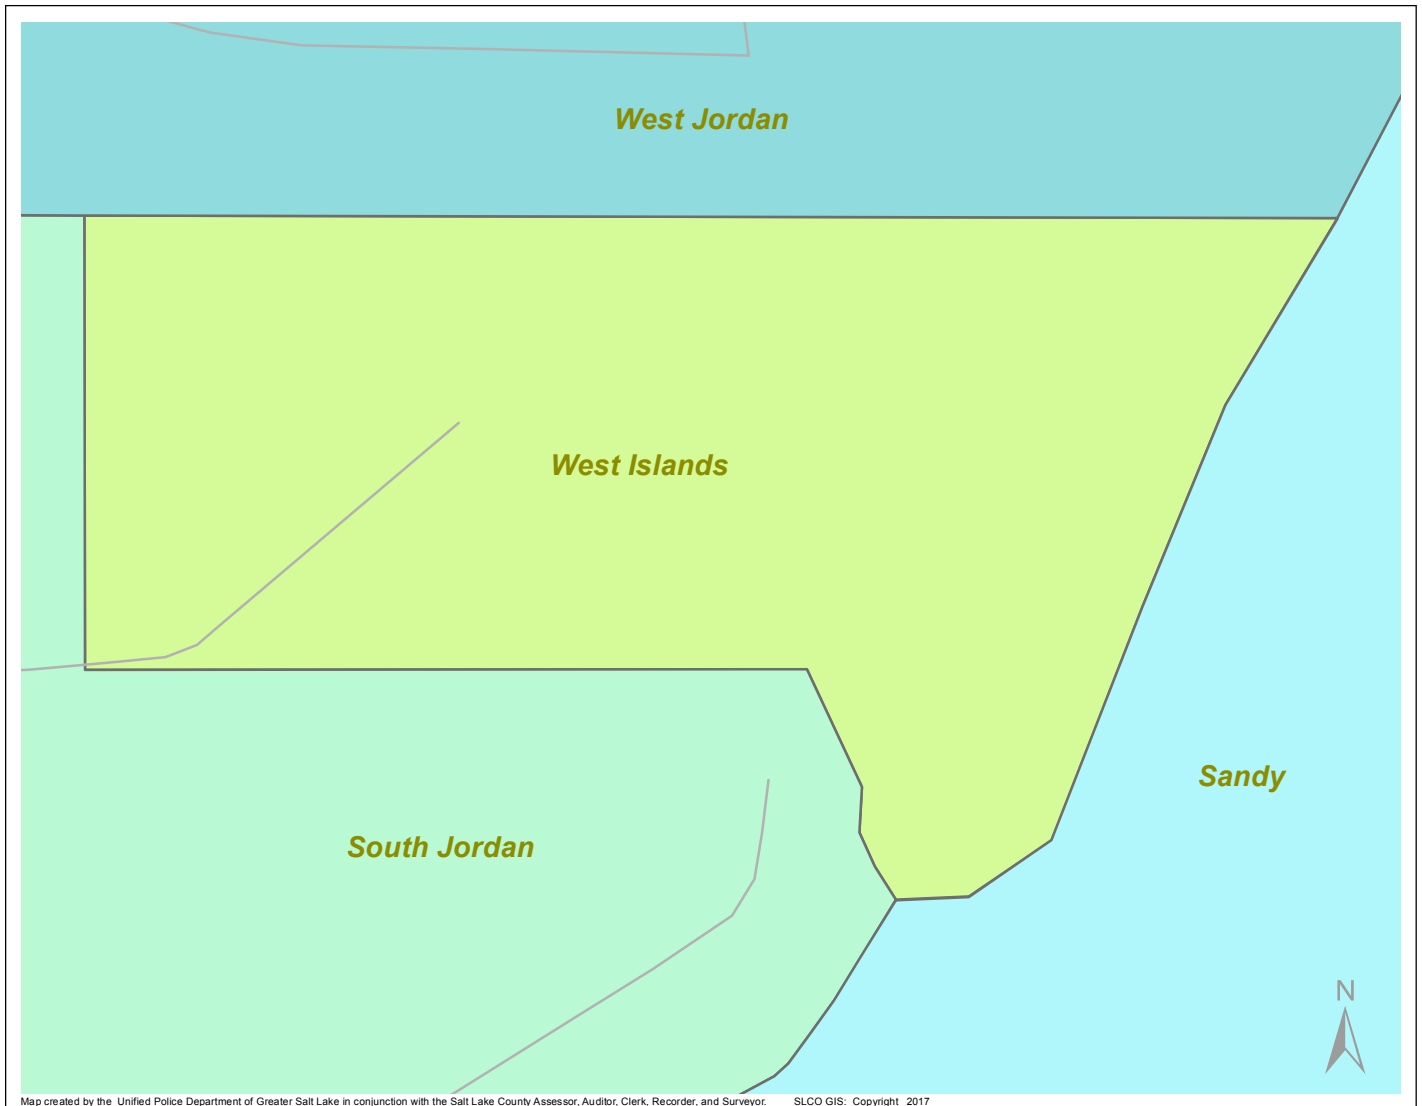 West Jordan
West Islands
Sandy
South Jordan
N
Map created by the Unified Police Department of Greater Salt Lake in conjunction with the Salt Lake County Assessor, Auditor, Clerk, Recorder, and Surveyor. SLCO GIS: Copyright 2017